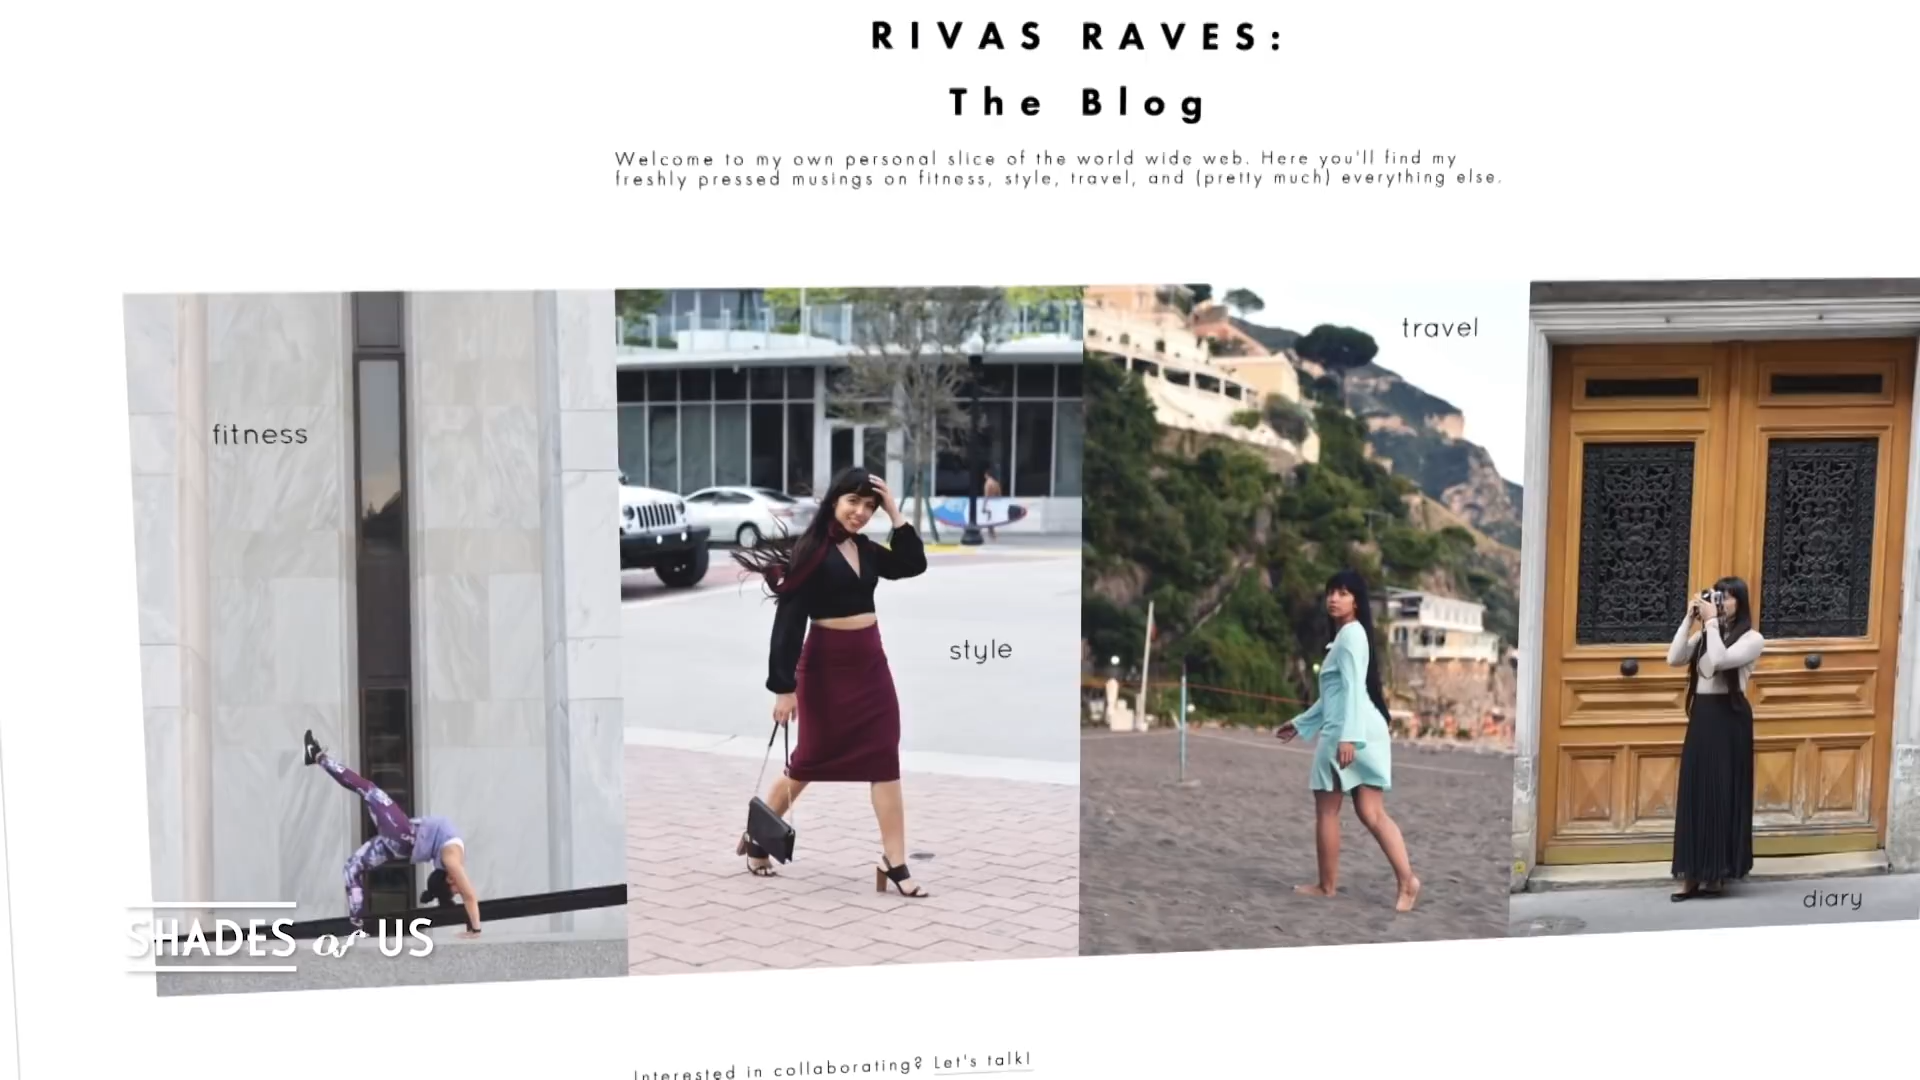 RIVAS RAVES:
The Blog
Welcome to my own personal slice of the world wide web. Here you'll find my
freshly pressed musings on fitness, style, travel, and (pretty much) everything else.
travel
fitness
style
diary
SHADES of US
Interested in collaborating? Let's talk!